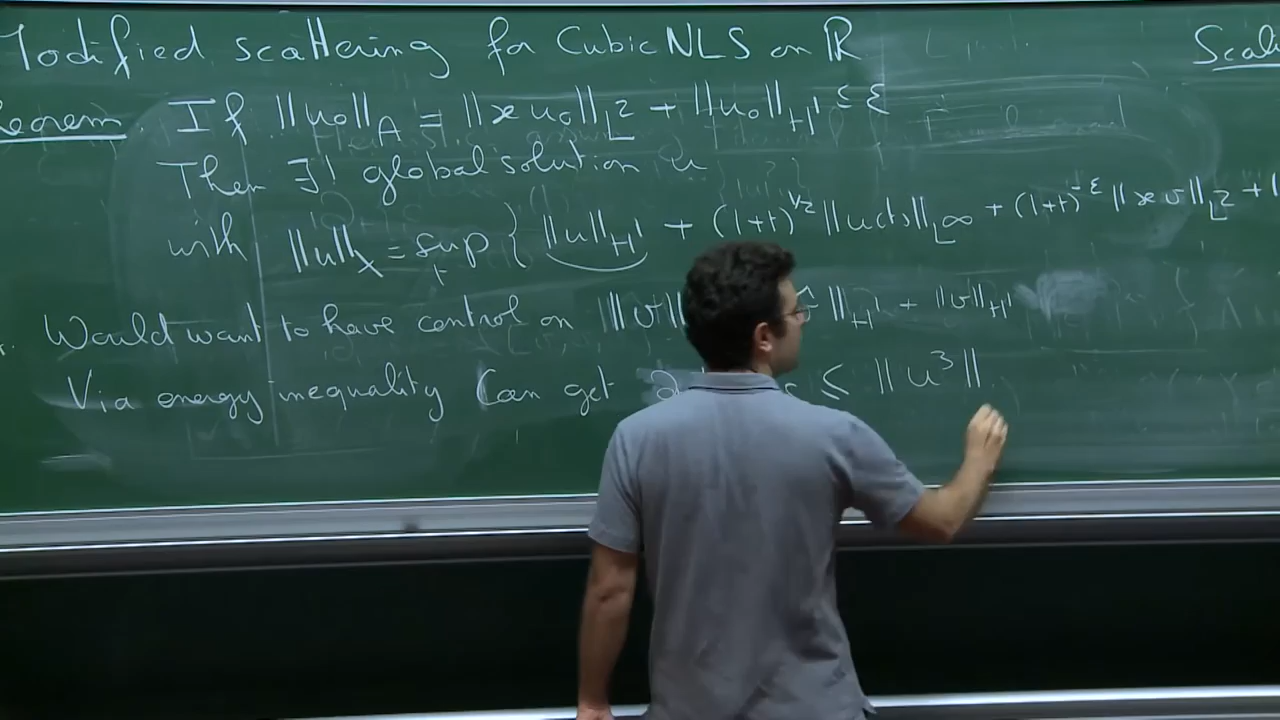 Modified scattering for Cubic NLS on ℝ
Scali
Theorem. If ‖u₀‖_A = ‖x u₀‖_{L²} + ‖u₀‖_{H¹} ≤ ε
Then ∃! global solution u
with ‖u‖_X = sup_t { ‖u‖_{H¹} + (1+t)^{1/2} ‖u(t)‖_{L^∞} + (1+t)^{-ε} ‖x v‖_{L²} +
Would want to have control on ‖v‖ ‖_{H¹} + ‖v‖_{H¹}
Via energy inequality Can get ≤ ‖u³‖